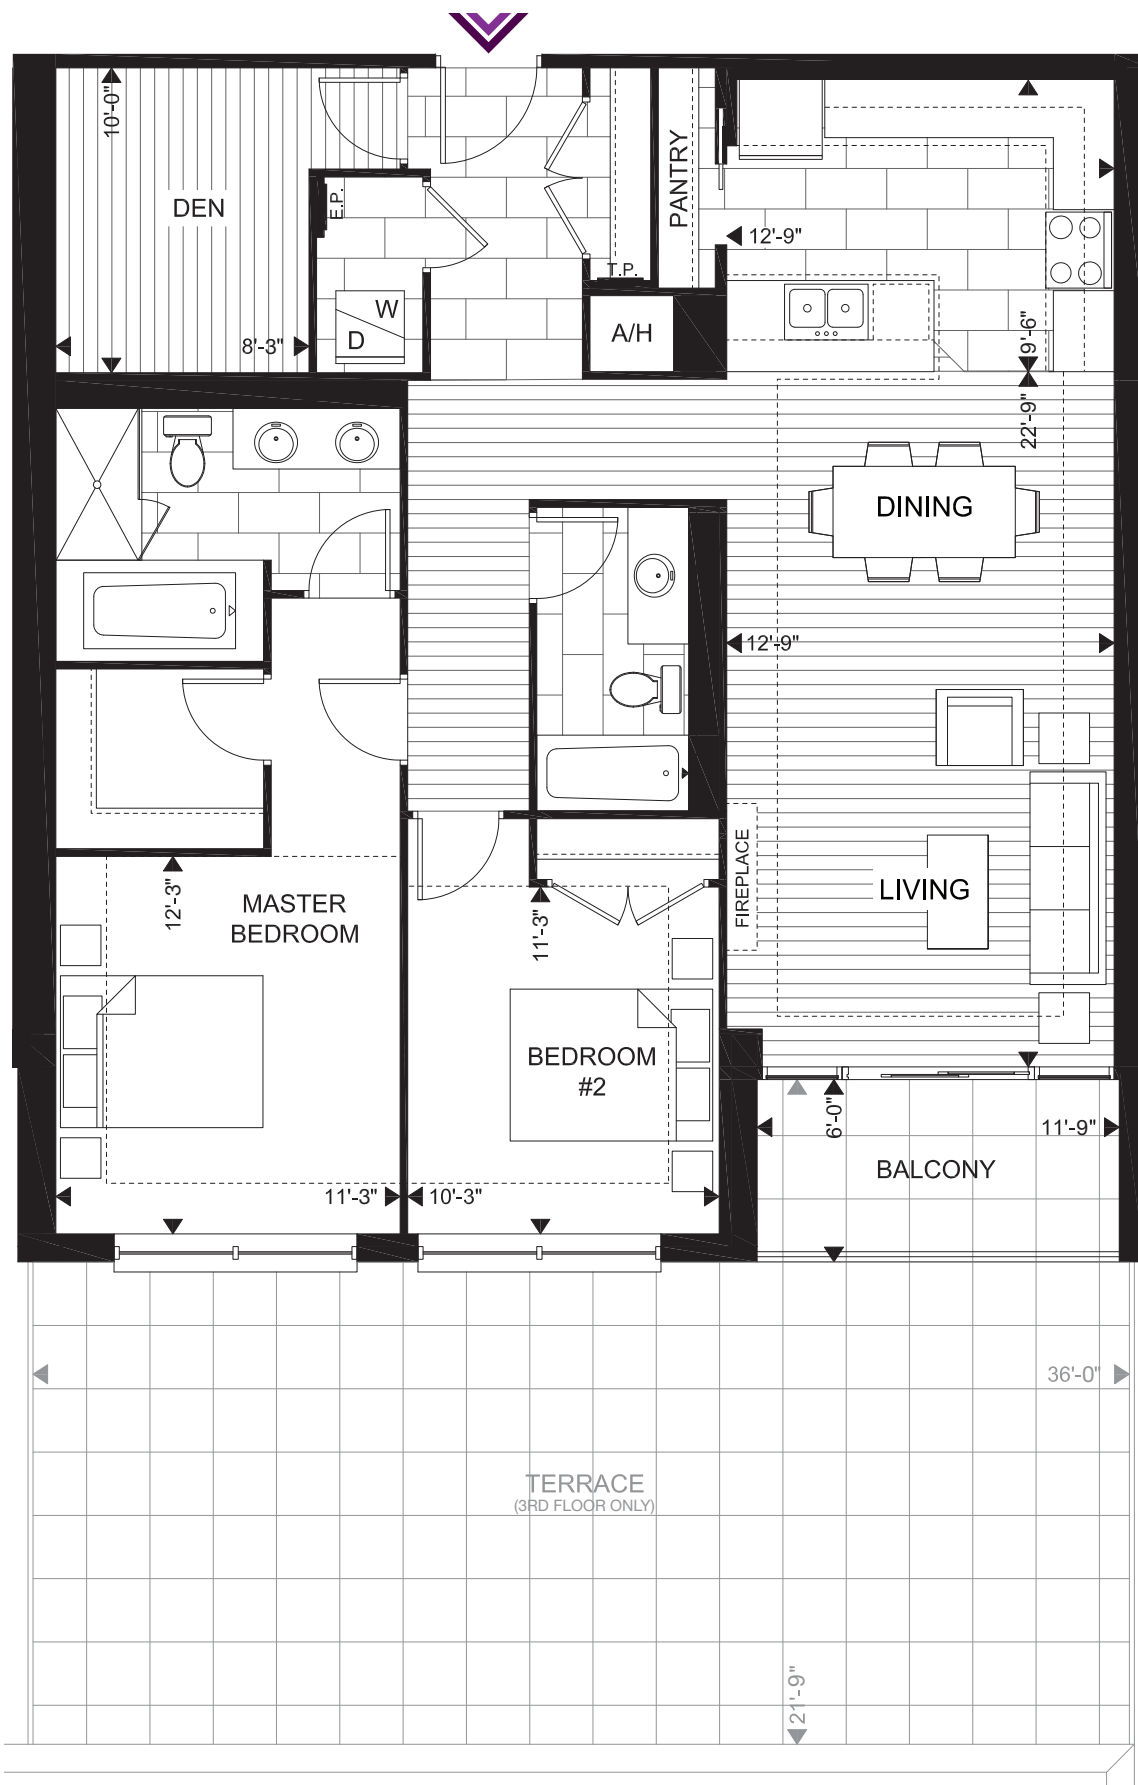 10'-0"
DEN
E.P.
PANTRY
12'-9"
T.P.
W
D
A/H
8'-3"
9'-6"
22'-9"
DINING
12'-9"
FIREPLACE
LIVING
12'-3"
MASTER
BEDROOM
11'-3"
BEDROOM
#2
6'-0"
11'-9"
BALCONY
11'-3"
10'-3"
36'-0"
TERRACE
(3RD FLOOR ONLY)
21'-9"